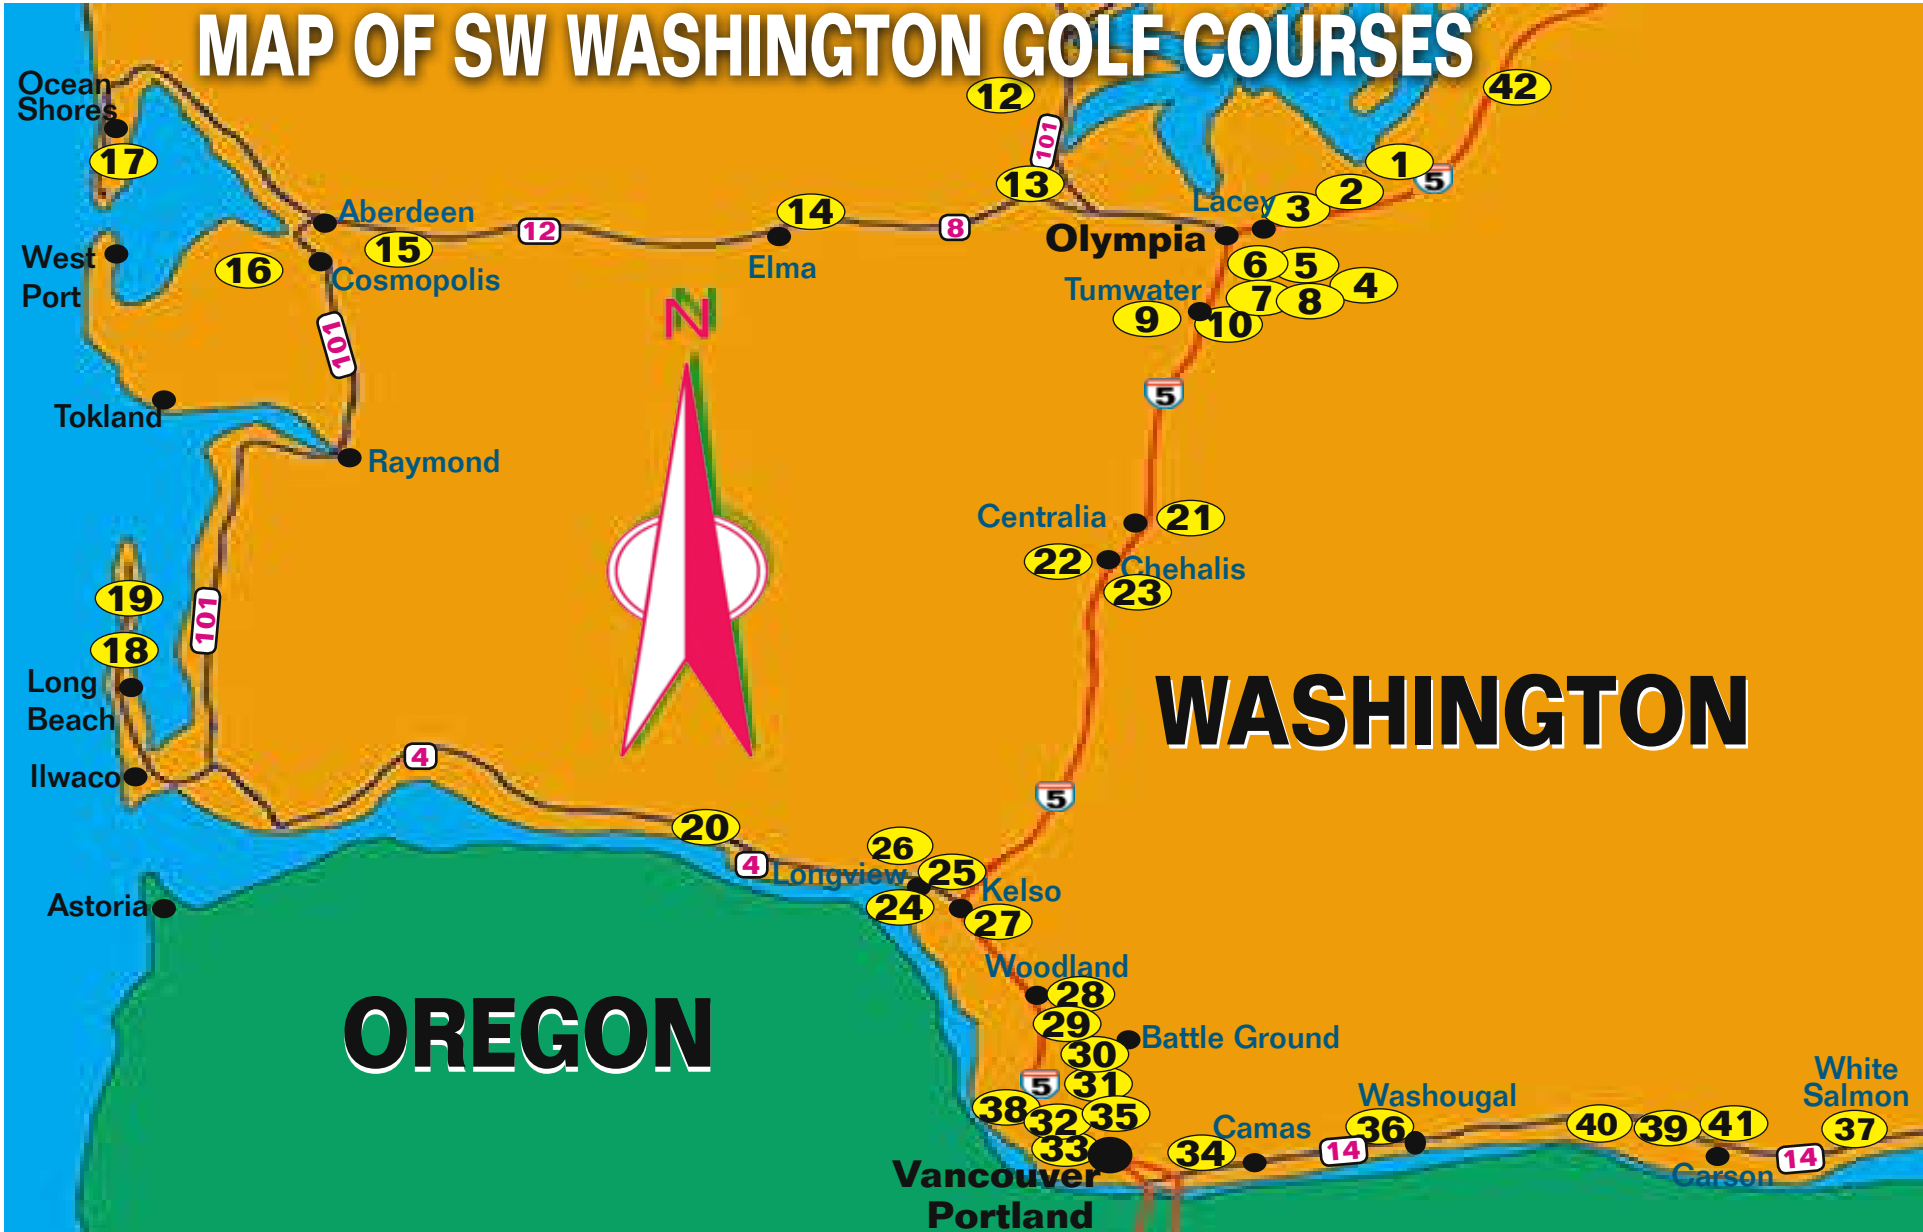 MAP OF SW WASHINGTON GOLF COURSES
Ocean
Shores
17
12
42
101
13
1
5
2
Lacey
3
Aberdeen
14
12
8
Olympia
West
Port
16
15
Cosmopolis
Elma
6
5
4
Tumwater
7
8
9
10
N
101
5
Tokland
Raymond
Centralia
21
22
Chehalis
23
19
101
18
Long
Beach
WASHINGTON
Ilwaco
4
5
20
4
26
Longview
25
Kelso
24
27
Astoria
Woodland
28
OREGON
29
Battle Ground
30
5
31
White
Salmon
Washougal
38
32
35
Camas
36
40
39
41
37
33
34
14
14
Carson
Vancouver
Portland